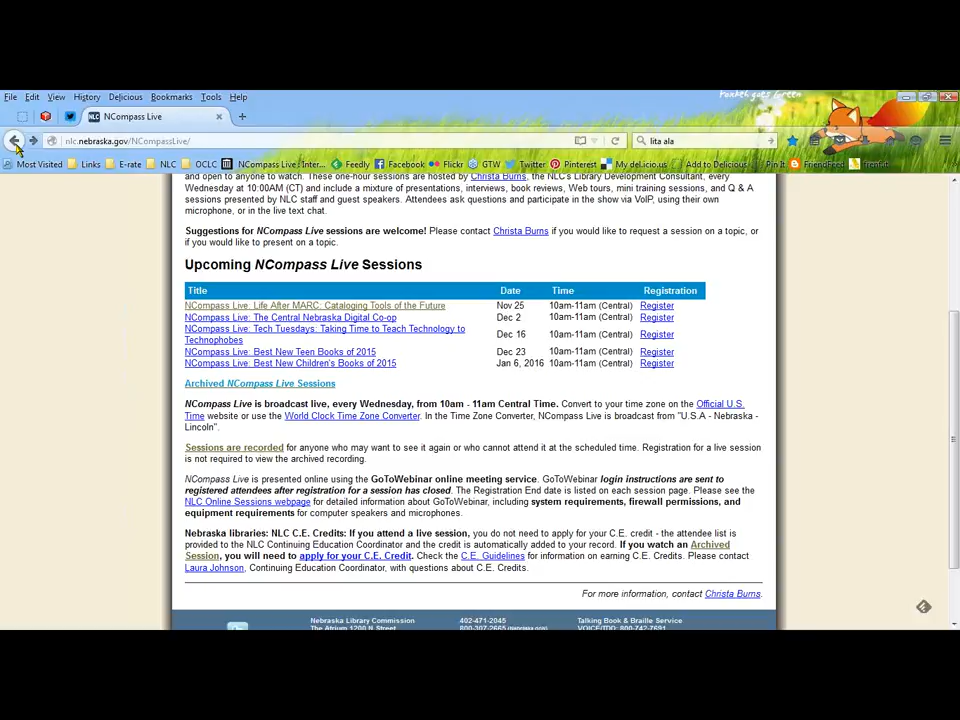 Foxkeh goes Green
File Edit View History Delicious Bookmarks Tools Help
NLC NCompass Live × +
nlc.nebraska.gov/NCompassLive/ lita ala
Most Visited Links E-rate NLC OCLC NCompass Live: Inter... Feedly Facebook Flickr GTW Twitter Pinterest My del.icio.us Add to Delicious Pin It FriendFeed
and open to anyone to watch. These one-hour sessions are hosted by Christa Burns, the NLC's Library Development Consultant, every
Wednesday at 10:00AM (CT) and include a mixture of presentations, interviews, book reviews, Web tours, mini training sessions, and Q & A
sessions presented by NLC staff and guest speakers. Attendees ask questions and participate in the show via VoIP, using their own
microphone, or in the live text chat.
Suggestions for NCompass Live sessions are welcome! Please contact Christa Burns if you would like to request a session on a topic, or
if you would like to present on a topic.
Upcoming NCompass Live Sessions
Title Date Time Registration
NCompass Live: Life After MARC: Cataloging Tools of the Future Nov 25 10am-11am (Central) Register
NCompass Live: The Central Nebraska Digital Co-op Dec 2 10am-11am (Central) Register
NCompass Live: Tech Tuesdays: Taking Time to Teach Technology to
Technophobes Dec 16 10am-11am (Central) Register
NCompass Live: Best New Teen Books of 2015 Dec 23 10am-11am (Central) Register
NCompass Live: Best New Children's Books of 2015 Jan 6, 2016 10am-11am (Central) Register
Archived NCompass Live Sessions
NCompass Live is broadcast live, every Wednesday, from 10am - 11am Central Time. Convert to your time zone on the Official U.S.
Time website or use the World Clock Time Zone Converter. In the Time Zone Converter, NCompass Live is broadcast from "U.S.A - Nebraska -
Lincoln".
Sessions are recorded for anyone who may want to see it again or who cannot attend it at the scheduled time. Registration for a live session
is not required to view the archived recording.
NCompass Live is presented online using the GoToWebinar online meeting service. GoToWebinar login instructions are sent to
registered attendees after registration for a session has closed. The Registration End date is listed on each session page. Please see the
NLC Online Sessions webpage for detailed information about GoToWebinar, including system requirements, firewall permissions, and
equipment requirements for computer speakers and microphones.
Nebraska libraries: NLC C.E. Credits: If you attend a live session, you do not need to apply for your C.E. credit - the attendee list is
provided to the NLC Continuing Education Coordinator and the credit is automatically added to your record. If you watch an Archived
Session, you will need to apply for your C.E. Credit. Check the C.E. Guidelines for information on earning C.E. Credits. Please contact
Laura Johnson, Continuing Education Coordinator, with questions about C.E. Credits.
For more information, contact Christa Burns.
Nebraska Library Commission 402-471-2045 Talking Book & Braille Service
The Atrium 1200 N Street 800-307-2665 VOICE/TDD: 800-742-7691